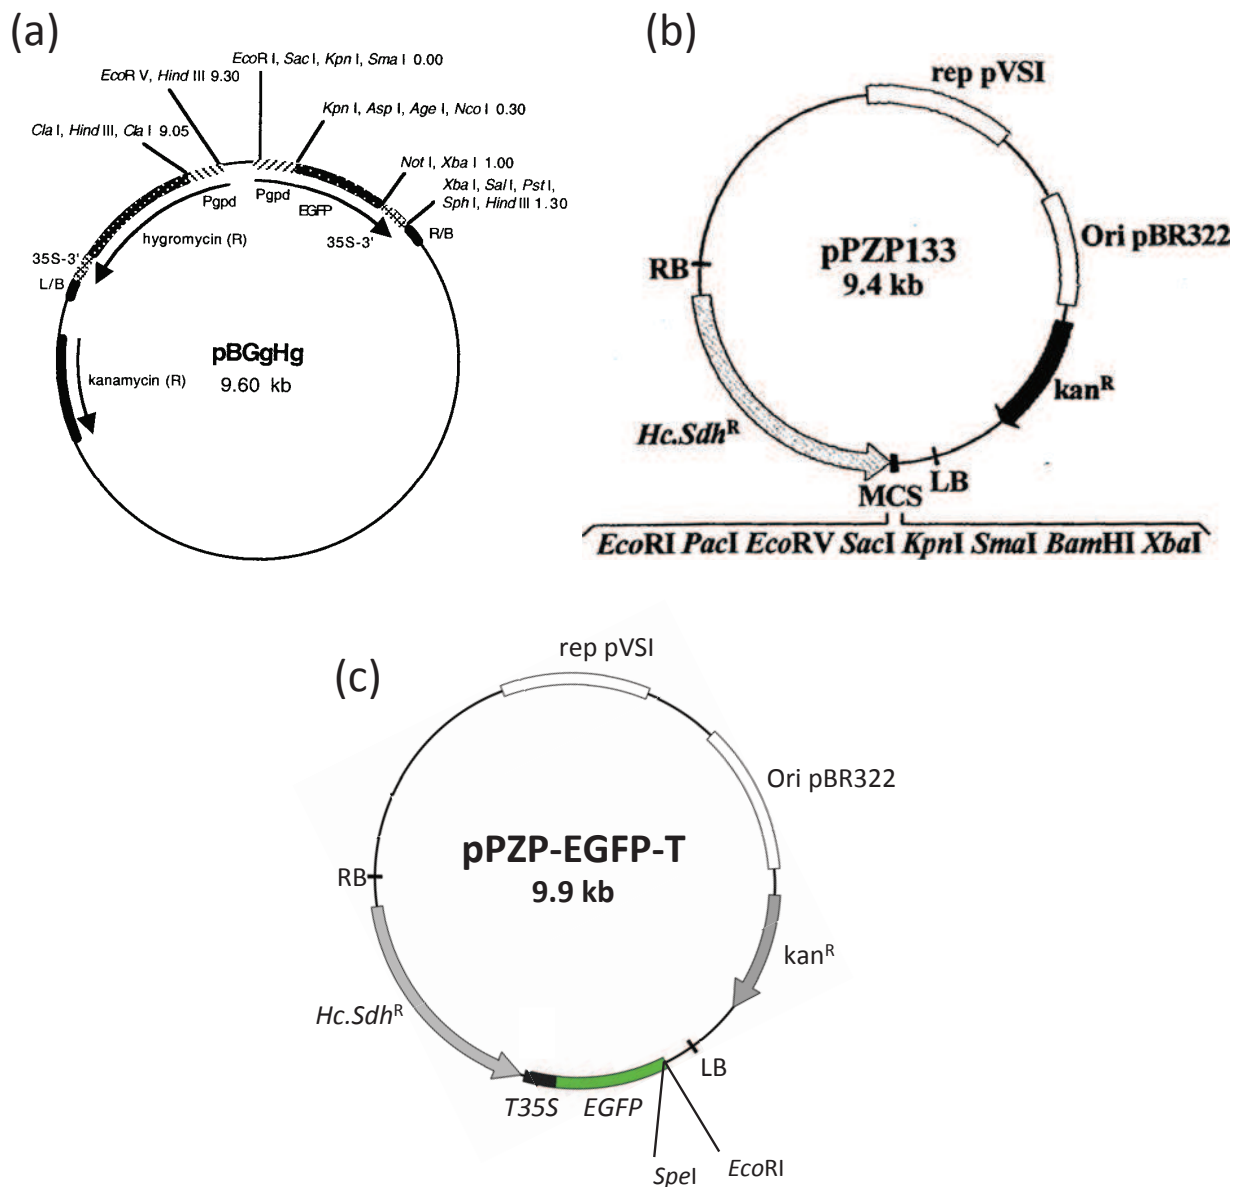 (a)
EcoR I, Sac I, Kpn I, Sma I 0.00
EcoR V, Hind III 9.30
Kpn I, Asp I, Age I, Nco I 0.30
Cla I, Hind III, Cla I 9.05
Not I, Xba I 1.00
Xba I, Sal I, Pst I,
Sph I, Hind III 1.30
Pgpd
Pgpd
EGFP
hygromycin (R)
35S-3'
R/B
35S-3'
L/B
pBGgHg
9.60 kb
kanamycin (R)
(b)
rep pVSI
Ori pBR322
pPZP133
9.4 kb
RB
kanR
Hc.SdhR
MCS
LB
EcoRI PacI EcoRV SacI KpnI SmaI BamHI XbaI
(c)
rep pVSI
Ori pBR322
pPZP-EGFP-T
9.9 kb
RB
kanR
Hc.SdhR
LB
T35S
EGFP
SpeI
EcoRI